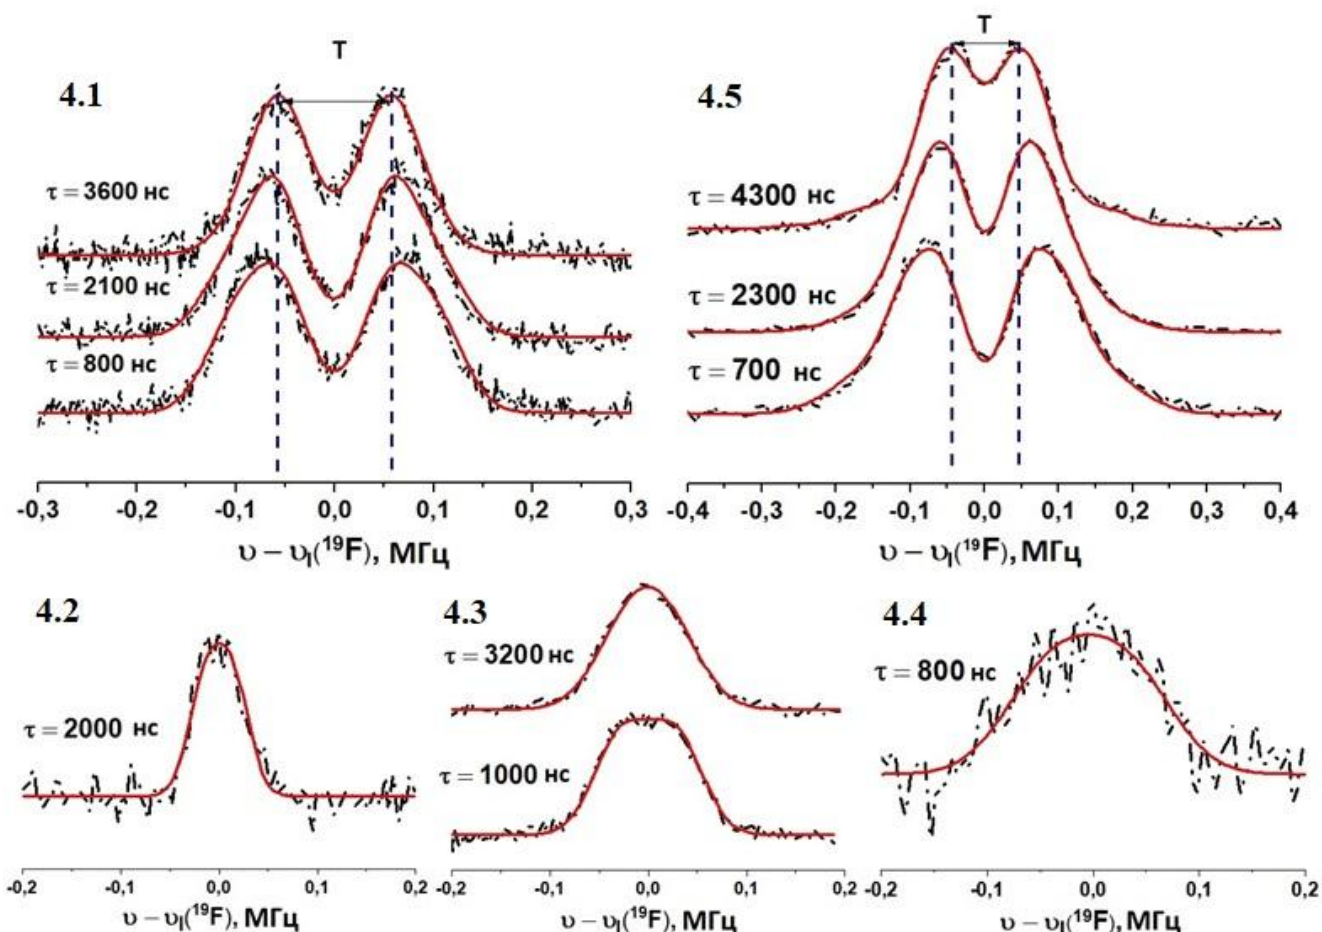 T
4.1
τ = 3600 нс
τ = 2100 нс
τ = 800 нс
-0,3 -0,2 -0,1 0,0 0,1 0,2 0,3
υ – υI(19F), МГц
T
4.5
τ = 4300 нс
τ = 2300 нс
τ = 700 нс
-0,4 -0,3 -0,2 -0,1 0,0 0,1 0,2 0,3 0,4
υ – υI(19F), МГц
4.2
τ = 2000 нс
-0,2 -0,1 0,0 0,1 0,2
υ – υI(19F), МГц
4.3
τ = 3200 нс
τ = 1000 нс
-0,2 -0,1 0,0 0,1 0,2
υ – υI(19F), МГц
4.4
τ = 800 нс
-0,2 -0,1 0,0 0,1 0,2
υ – υI(19F), МГц